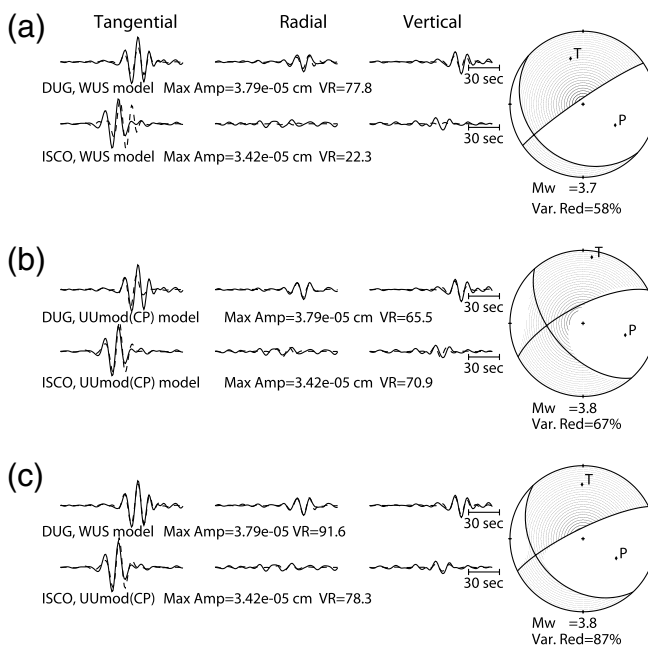 (a)
Tangential Radial Vertical
T
P
30 sec
DUG, WUS model Max Amp=3.79e-05 cm VR=77.8
30 sec
ISCO, WUS model Max Amp=3.42e-05 cm VR=22.3
Mw =3.7
Var. Red=58%
(b)
T
P
30 sec
DUG, UUmod(CP) model Max Amp=3.79e-05 cm VR=65.5
30 sec
ISCO, UUmod(CP) model Max Amp=3.42e-05 cm VR=70.9
Mw =3.8
Var. Red=67%
(c)
T
P
30 sec
DUG, WUS model Max Amp=3.79e-05 VR=91.6
30 sec
ISCO, UUmod(CP) Max Amp=3.42e-05 cm VR=78.3
Mw =3.8
Var. Red=87%